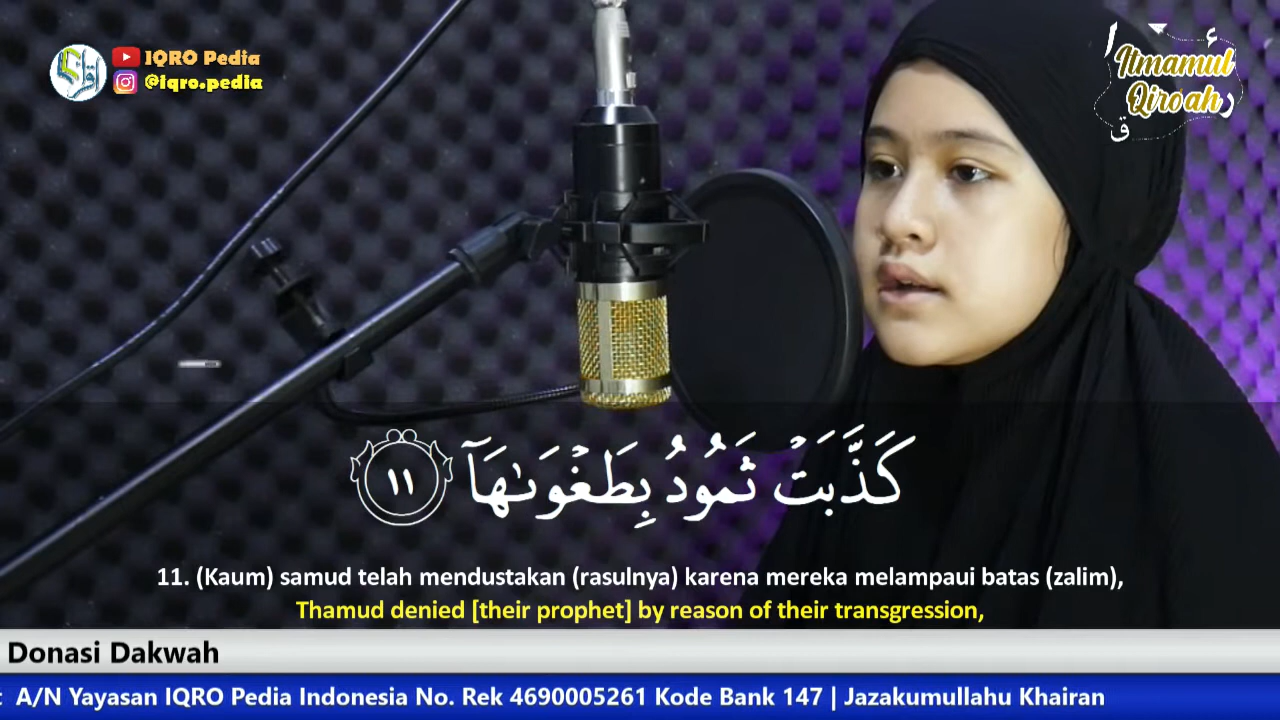 IQRO Pedia
@iqro.pedia
Ilmamul
Qiroah
كَذَّبَتۡ ثَمُودُ بِطَغۡوَىٰهَآ ١١
11. (Kaum) samud telah mendustakan (rasulnya) karena mereka melampaui batas (zalim),
Thamud denied [their prophet] by reason of their transgression,
Donasi Dakwah
: A/N Yayasan IQRO Pedia Indonesia No. Rek 4690005261 Kode Bank 147 | Jazakumullahu Khairan